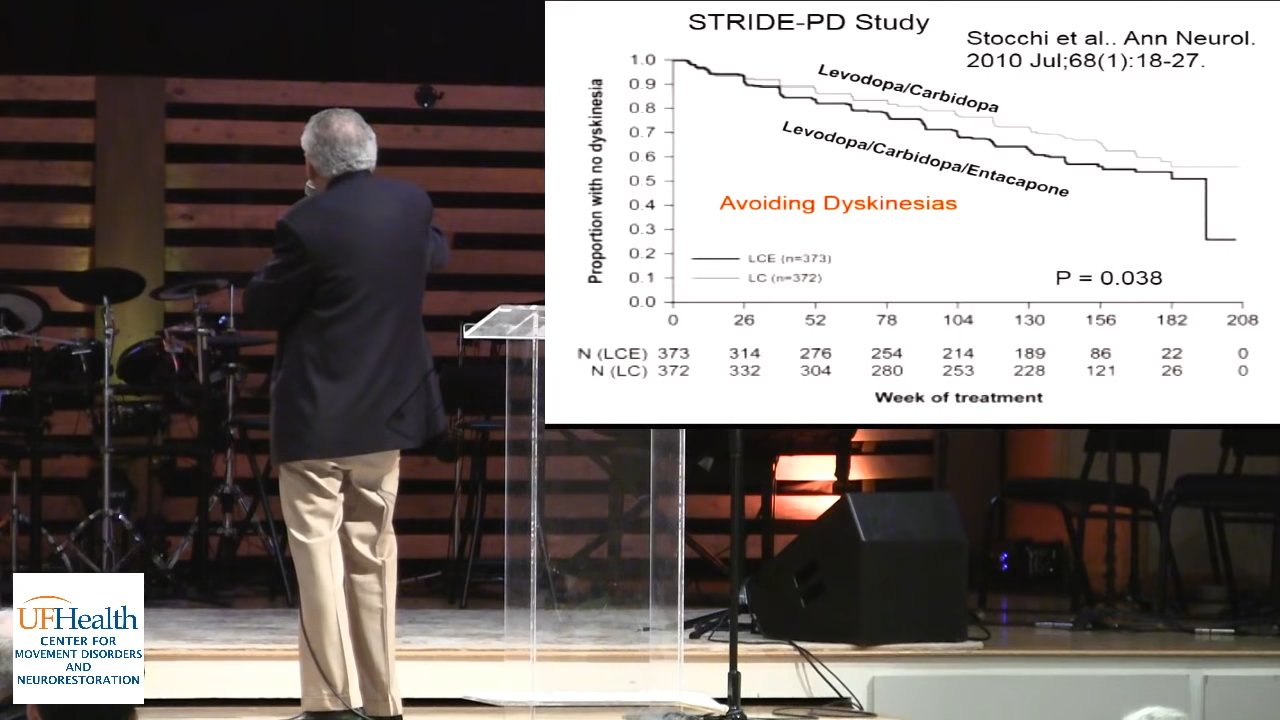 STRIDE-PD Study
Stocchi et al.. Ann Neurol.
2010 Jul;68(1):18-27.
Proportion with no dyskinesia
1.0
0.9
0.8
0.7
0.6
0.5
0.4
0.3
0.2
0.1
0.0
Levodopa/Carbidopa
Levodopa/Carbidopa/Entacapone
Avoiding Dyskinesias
LCE (n=373)
LC (n=372)
P = 0.038
0 26 52 78 104 130 156 182 208
N (LCE) 373 314 276 254 214 189 86 22 0
N (LC) 372 332 304 280 253 228 121 26 0
Week of treatment
UFHealth
CENTER FOR
MOVEMENT DISORDERS
AND
NEURORESTORATION